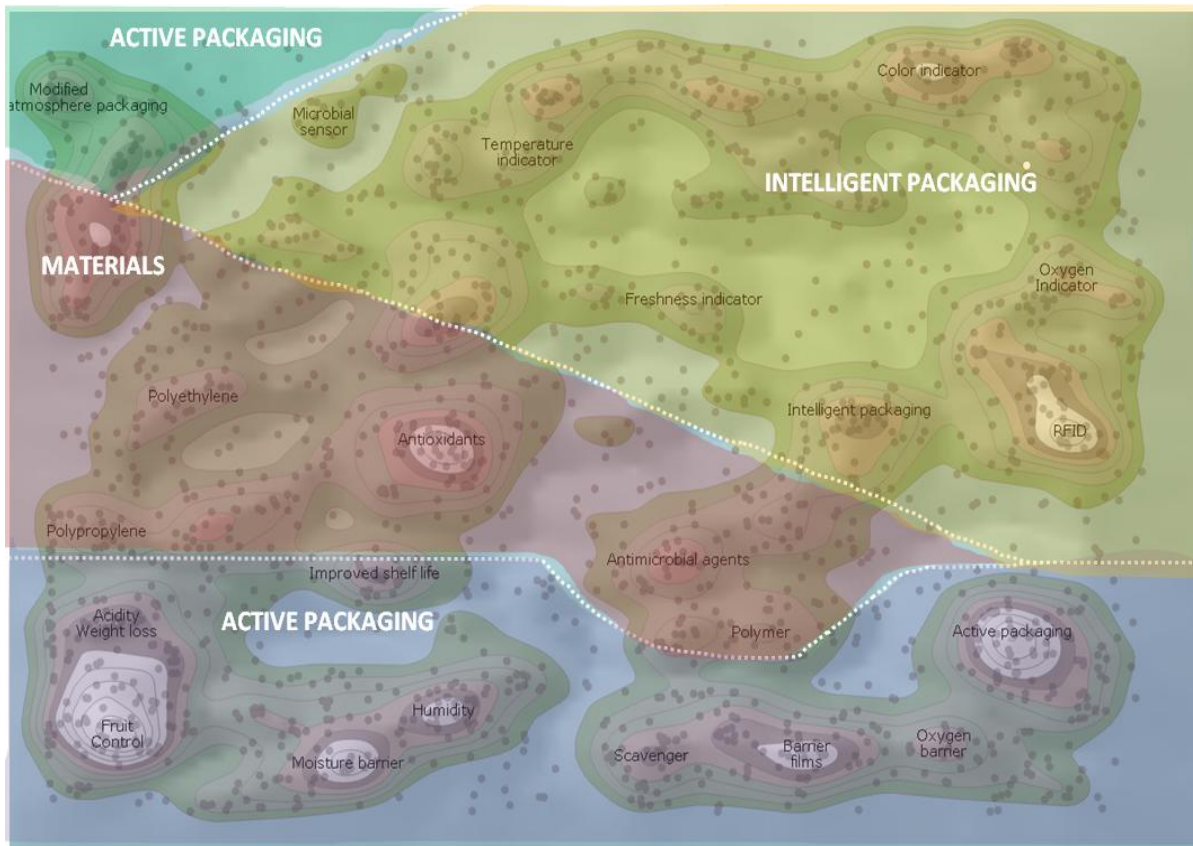 ACTIVE PACKAGING
Modified
atmosphere packaging
Microbial
sensor
Temperature
indicator
Color indicator
INTELLIGENT PACKAGING
MATERIALS
Oxygen
Indicator
Freshness indicator
Polyethylene
Antioxidants
Intelligent packaging
RFID
Polypropylene
Improved shelf life
Antimicrobial agents
Acidity
Weight loss
ACTIVE PACKAGING
Polymer
Active packaging
Fruit
Control
Humidity
Moisture barrier
Scavenger
Barrier
films
Oxygen
barrier